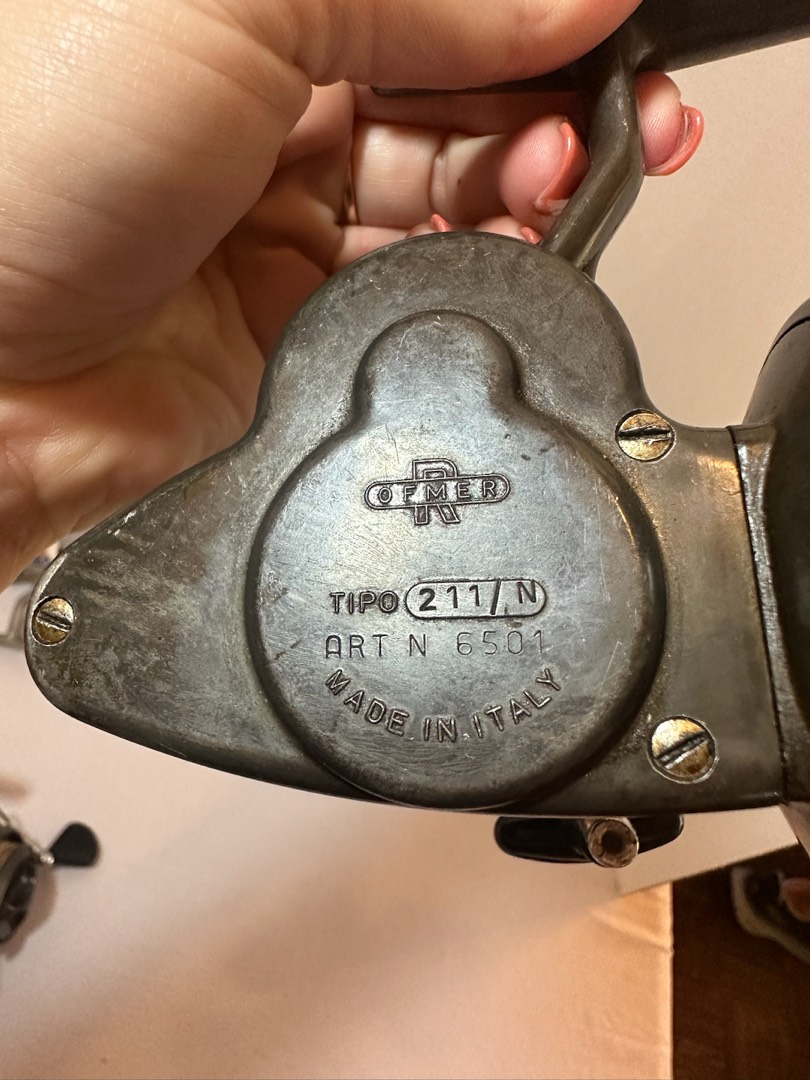 R
OFMER
TIPO 211/N
ART N 6501
MADE IN ITALY